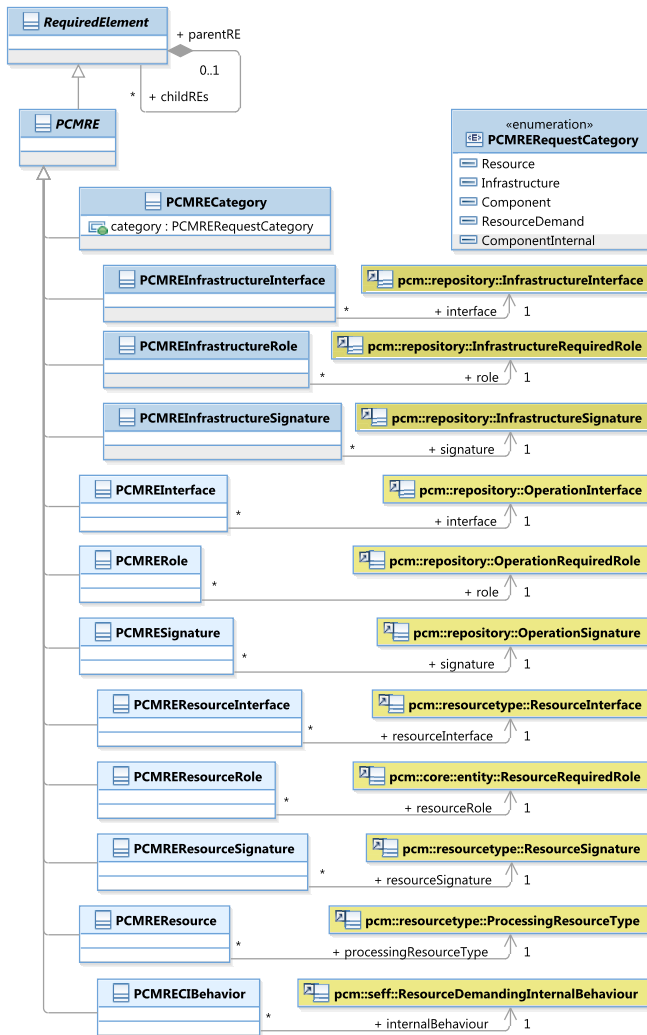 RequiredElement
+ parentRE
0..1
* + childREs
PCMRE
«enumeration»
PCMRERequestCategory
Resource
Infrastructure
Component
ResourceDemand
ComponentInternal
PCMRECategory
category : PCMRERequestCategory
PCMREInfrastructureInterface
pcm::repository::InfrastructureInterface
* + interface 1
PCMREInfrastructureRole
pcm::repository::InfrastructureRequiredRole
* + role 1
PCMREInfrastructureSignature
pcm::repository::InfrastructureSignature
* + signature 1
PCMREInterface
pcm::repository::OperationInterface
* + interface 1
PCMRERole
pcm::repository::OperationRequiredRole
* + role 1
PCMRESignature
pcm::repository::OperationSignature
* + signature 1
PCMREResourceInterface
pcm::resourcetype::ResourceInterface
* + resourceInterface 1
PCMREResourceRole
pcm::core::entity::ResourceRequiredRole
* + resourceRole 1
PCMREResourceSignature
pcm::resourcetype::ResourceSignature
* + resourceSignature 1
PCMREResource
pcm::resourcetype::ProcessingResourceType
* + processingResourceType 1
PCMRECIBehavior
pcm::seff::ResourceDemandingInternalBehaviour
* + internalBehaviour 1